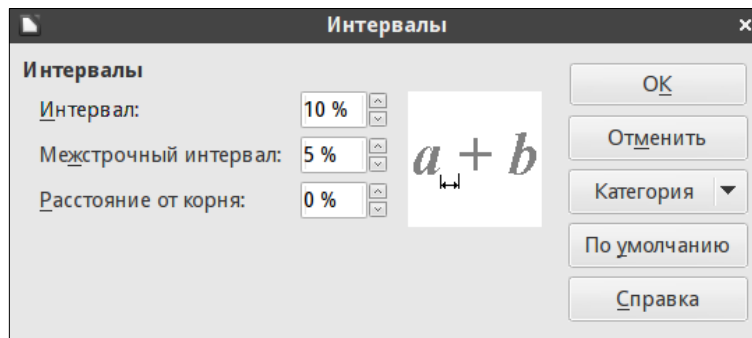 Интервалы
Интервалы
Интервал: 10 %
Межстрочный интервал: 5 %
Расстояние от корня: 0 %
a + b
OK
Отменить
Категория
По умолчанию
Справка